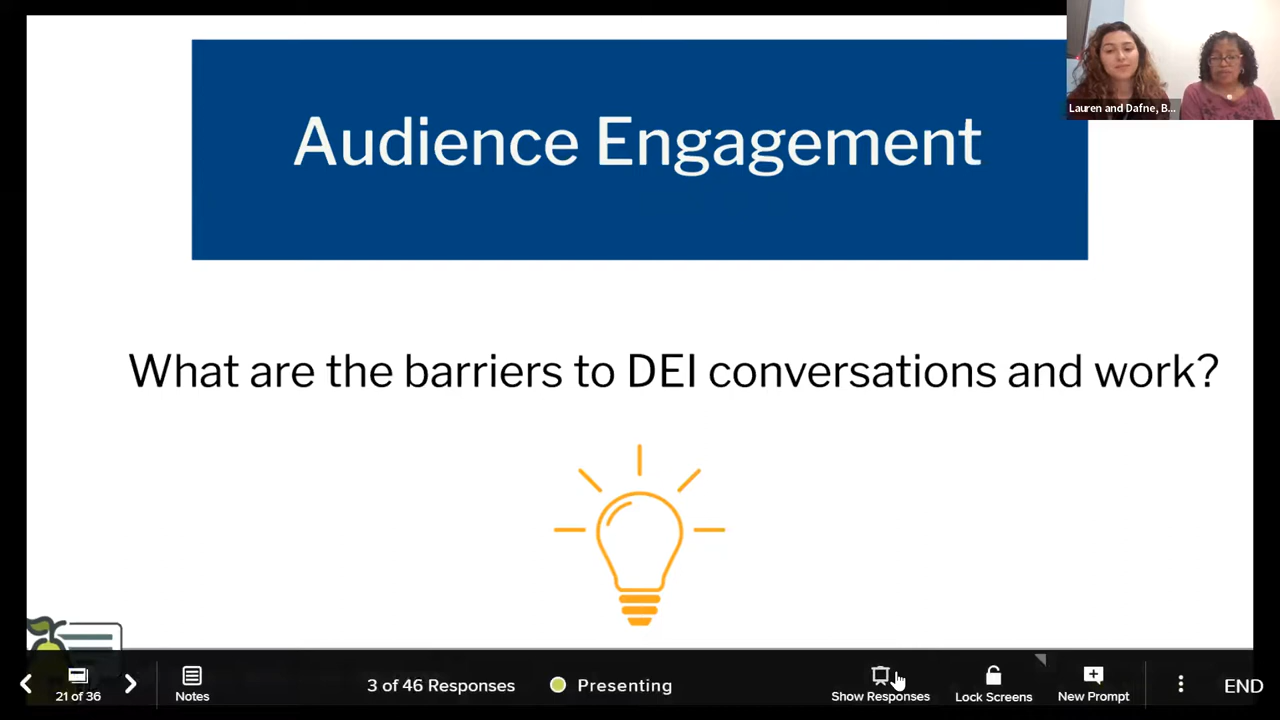 Audience Engagement
Lauren and Dafne, B...
What are the barriers to DEI conversations and work?
21 of 36
Notes
3 of 46 Responses
Presenting
Show Responses
Lock Screens
New Prompt
END